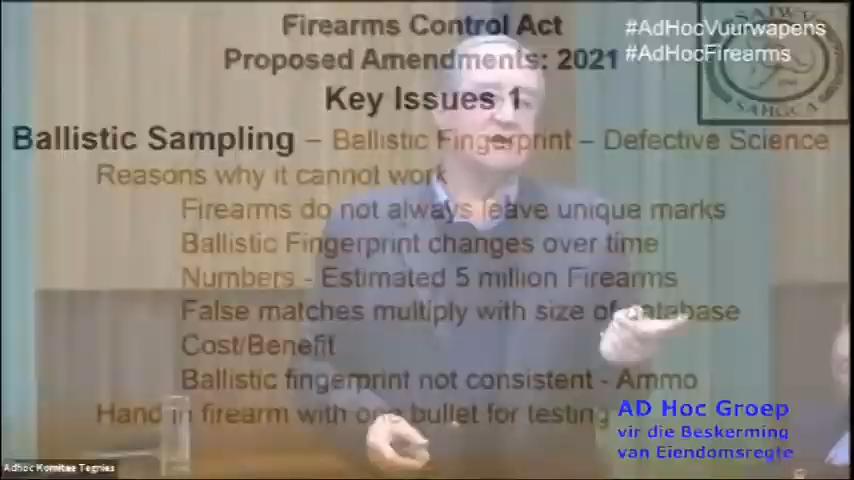 Firearms Control Act
Proposed Amendments: 2021
#AdHocVuurwapens
#AdHocFirearms
SAJWV
SAHGCA
Key Issues 1
Ballistic Sampling – Ballistic Fingerprint – Defective Science
Reasons why it cannot work
Firearms do not always leave unique marks
Ballistic Fingerprint changes over time
Numbers - Estimated 5 million Firearms
False matches multiply with size of database
Cost/Benefit
Ballistic fingerprint not consistent - Ammo
Hand in firearm with one bullet for testing
AD Hoc Groep
vir die Beskerming
van Eiendomsregte
Adhoc Komitee Tegnies